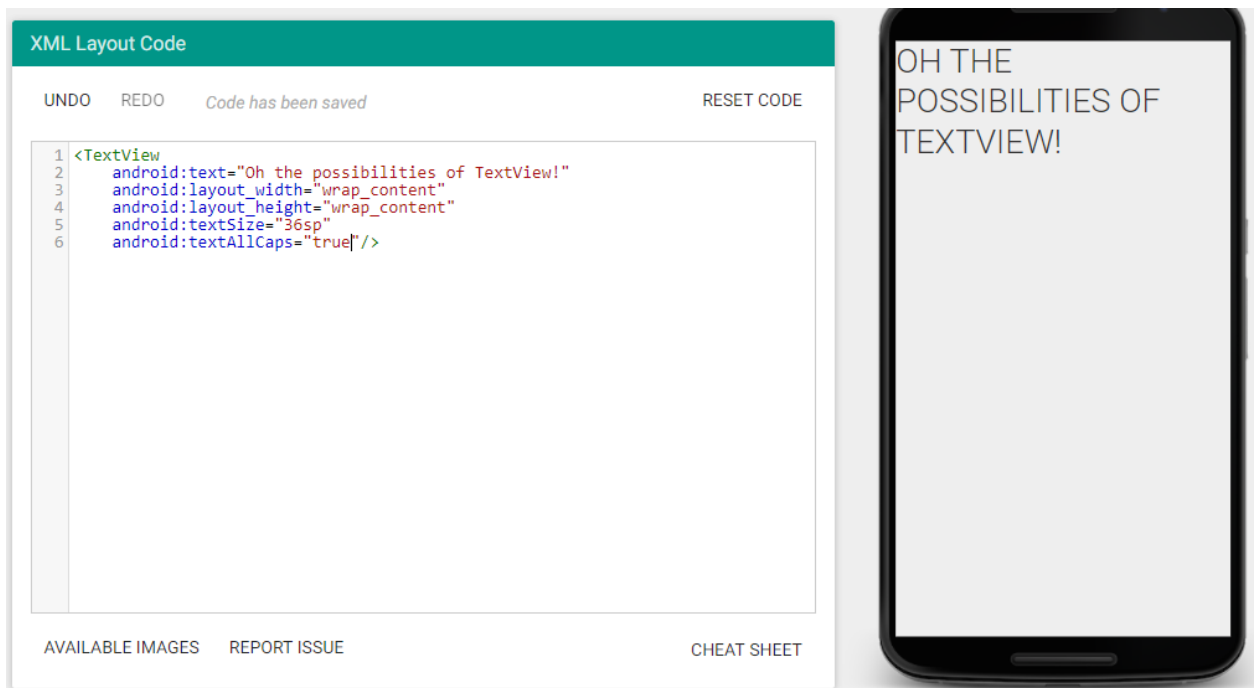 XML Layout Code
UNDO REDO Code has been saved RESET CODE
1 <TextView
2 android:text="Oh the possibilities of TextView!"
3 android:layout_width="wrap_content"
4 android:layout_height="wrap_content"
5 android:textSize="36sp"
6 android:textAllCaps="true"/>
AVAILABLE IMAGES REPORT ISSUE CHEAT SHEET
OH THE
POSSIBILITIES OF
TEXTVIEW!